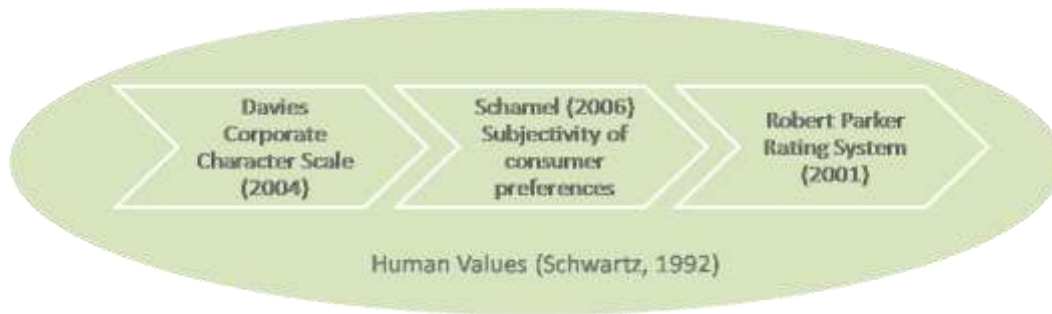 Davies
Corporate
Character Scale
(2004)
Schamel (2006)
Subjectivity of
consumer
preferences
Robert Parker
Rating System
(2001)
Human Values (Schwartz, 1992)